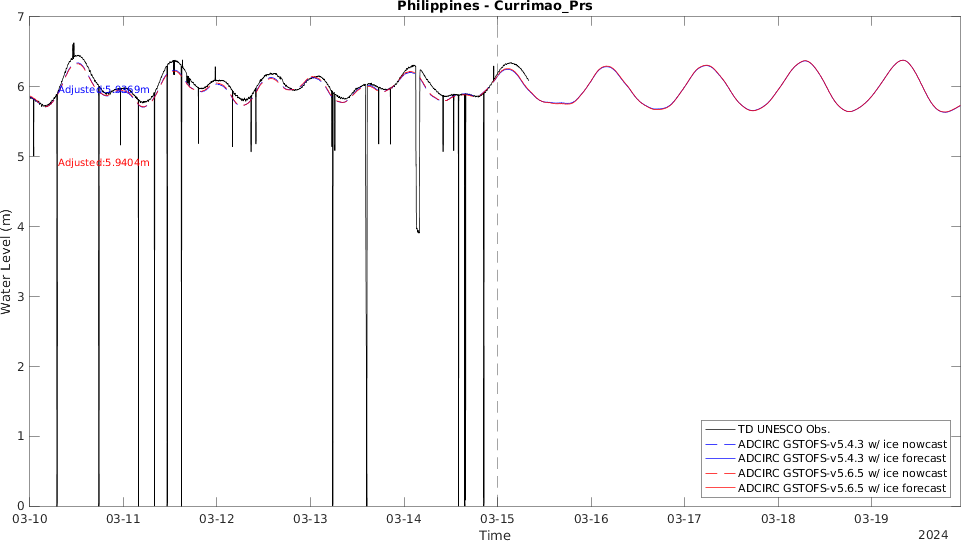 Philippines - Currimao_Prs
7
6
5
4
3
2
1
0
Water Level (m)
Adjusted:5.9369m
Adjusted:5.9404m
TD UNESCO Obs.
ADCIRC GSTOFS-v5.4.3 w/ ice nowcast
ADCIRC GSTOFS-v5.4.3 w/ ice forecast
ADCIRC GSTOFS-v5.6.5 w/ ice nowcast
ADCIRC GSTOFS-v5.6.5 w/ ice forecast
03-10 03-11 03-12 03-13 03-14 03-15 03-16 03-17 03-18 03-19
Time
2024